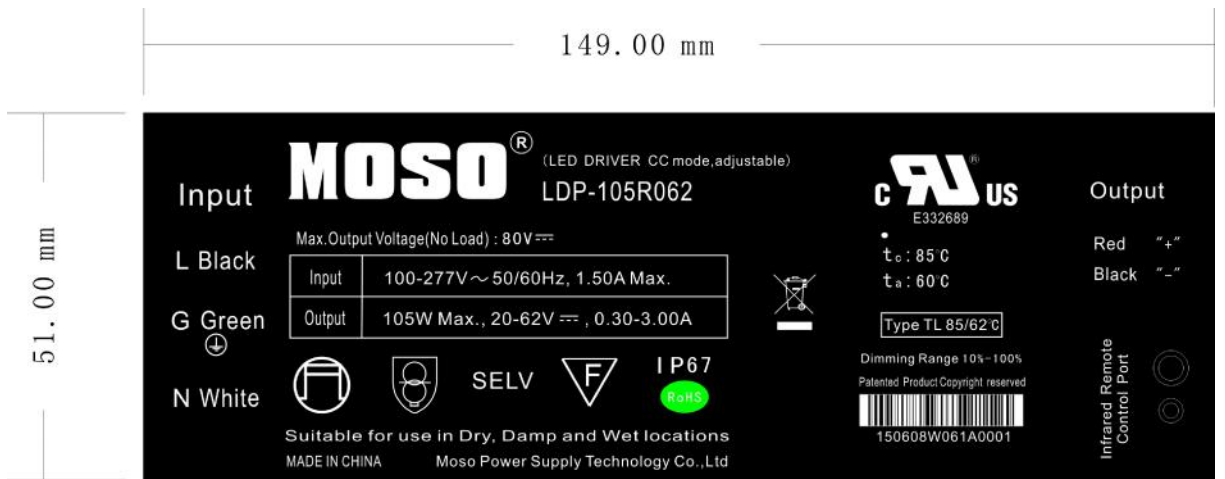 149.00 mm
51.00 mm
Input
L Black
G Green
N White
MOSO®
(LED DRIVER CC mode,adjustable)
LDP-105R062
Max.Output Voltage(No Load) : 80V⎓
Input 100-277V～50/60Hz, 1.50A Max.
Output 105W Max., 20-62V⎓, 0.30-3.00A
SELV
F
IP67
RoHS
Suitable for use in Dry, Damp and Wet locations
MADE IN CHINA Moso Power Supply Technology Co.,Ltd
c RU® US
E332689
tc: 85℃
ta: 60℃
Type TL 85/62℃
Dimming Range 10%-100%
Patented Product Copyright reserved
150608W061A0001
Output
Red "+"
Black "-"
Infrared Remote
Control Port